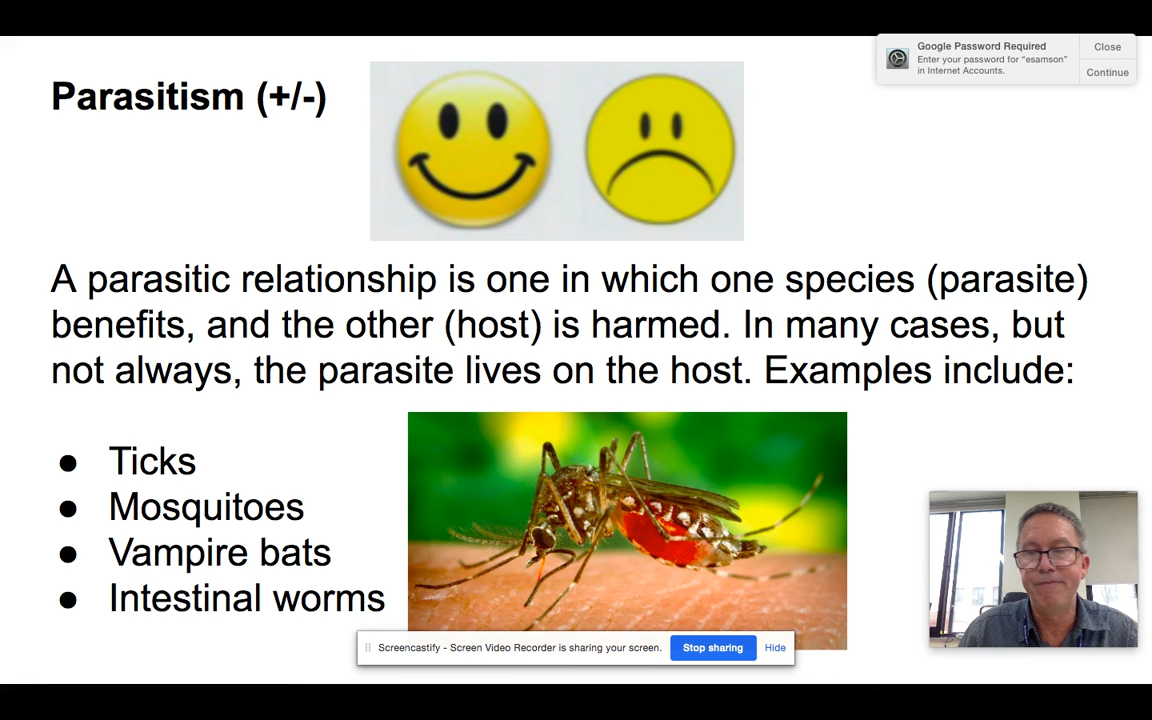 Google Password Required
Close
Enter your password for “esamson”
in Internet Accounts.
Continue
Parasitism (+/-)
A parasitic relationship is one in which one species (parasite)
benefits, and the other (host) is harmed. In many cases, but
not always, the parasite lives on the host. Examples include:
● Ticks
● Mosquitoes
● Vampire bats
● Intestinal worms
Screencastify - Screen Video Recorder is sharing your screen.
Stop sharing
Hide